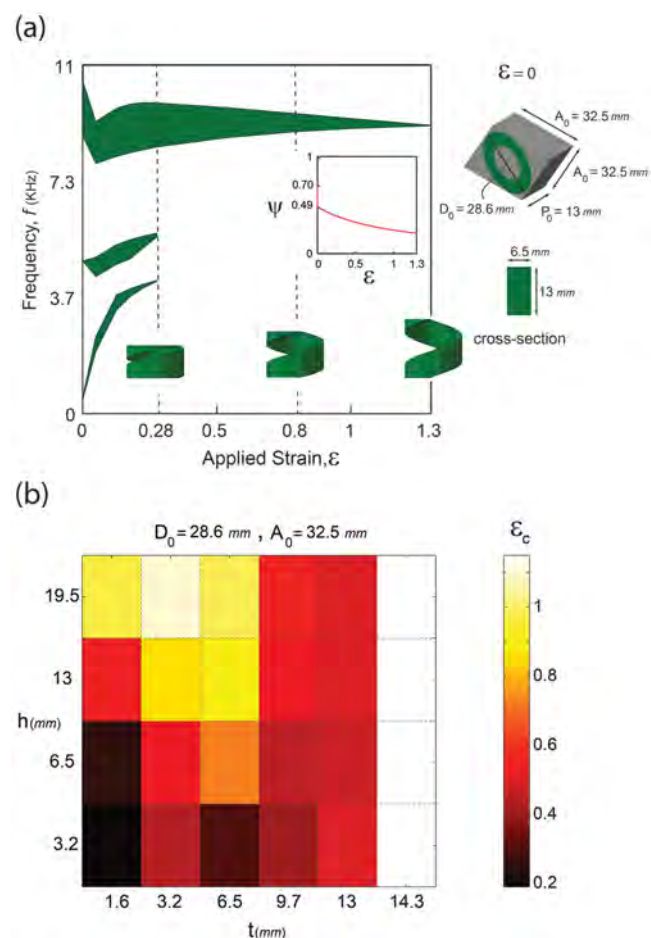 (a)
11
7.3
3.7
0
Frequency, f (KHz)
0
0.28
0.5
0.8
1
1.3
Applied Strain,ε
1
0.70
0.49
0
Ψ
0
0.5
1
1.3
ε
ε = 0
A₀ = 32.5 mm
A₀ = 32.5 mm
D₀ = 28.6 mm
P₀ = 13 mm
6.5 mm
13 mm
cross-section
(b)
D₀ = 28.6 mm , A₀ = 32.5 mm
19.5
13
h(mm)
6.5
3.2
1.6
3.2
6.5
9.7
13
14.3
t(mm)
ε_c
1
0.8
0.6
0.4
0.2